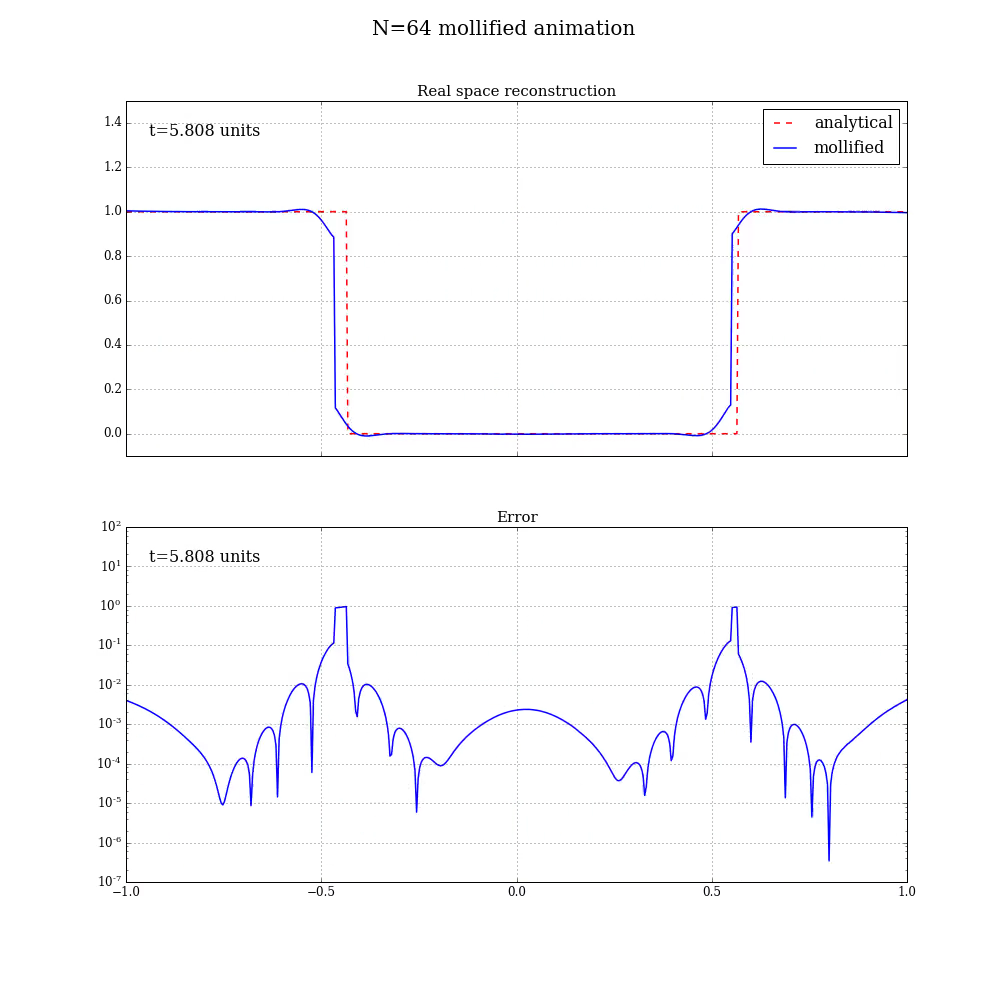 N=64 mollified animation
Real space reconstruction
t=5.808 units
analytical
mollified
1.4
1.2
1.0
0.8
0.6
0.4
0.2
0.0
Error
t=5.808 units
10²
10¹
10⁰
10⁻¹
10⁻²
10⁻³
10⁻⁴
10⁻⁵
10⁻⁶
10⁻⁷
−1.0 −0.5 0.0 0.5 1.0